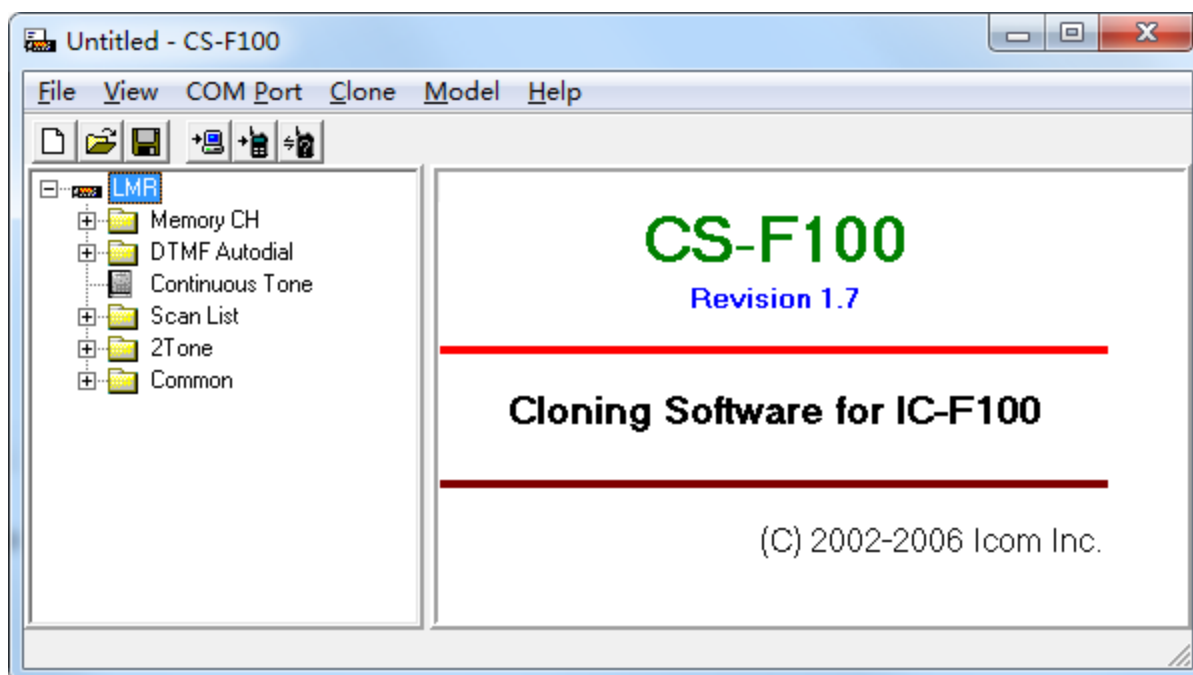 Untitled - CS-F100
File View COM Port Clone Model Help
LMR
Memory CH
DTMF Autodial
Continuous Tone
Scan List
2Tone
Common
CS-F100
Revision 1.7
Cloning Software for IC-F100
(C) 2002-2006 Icom Inc.